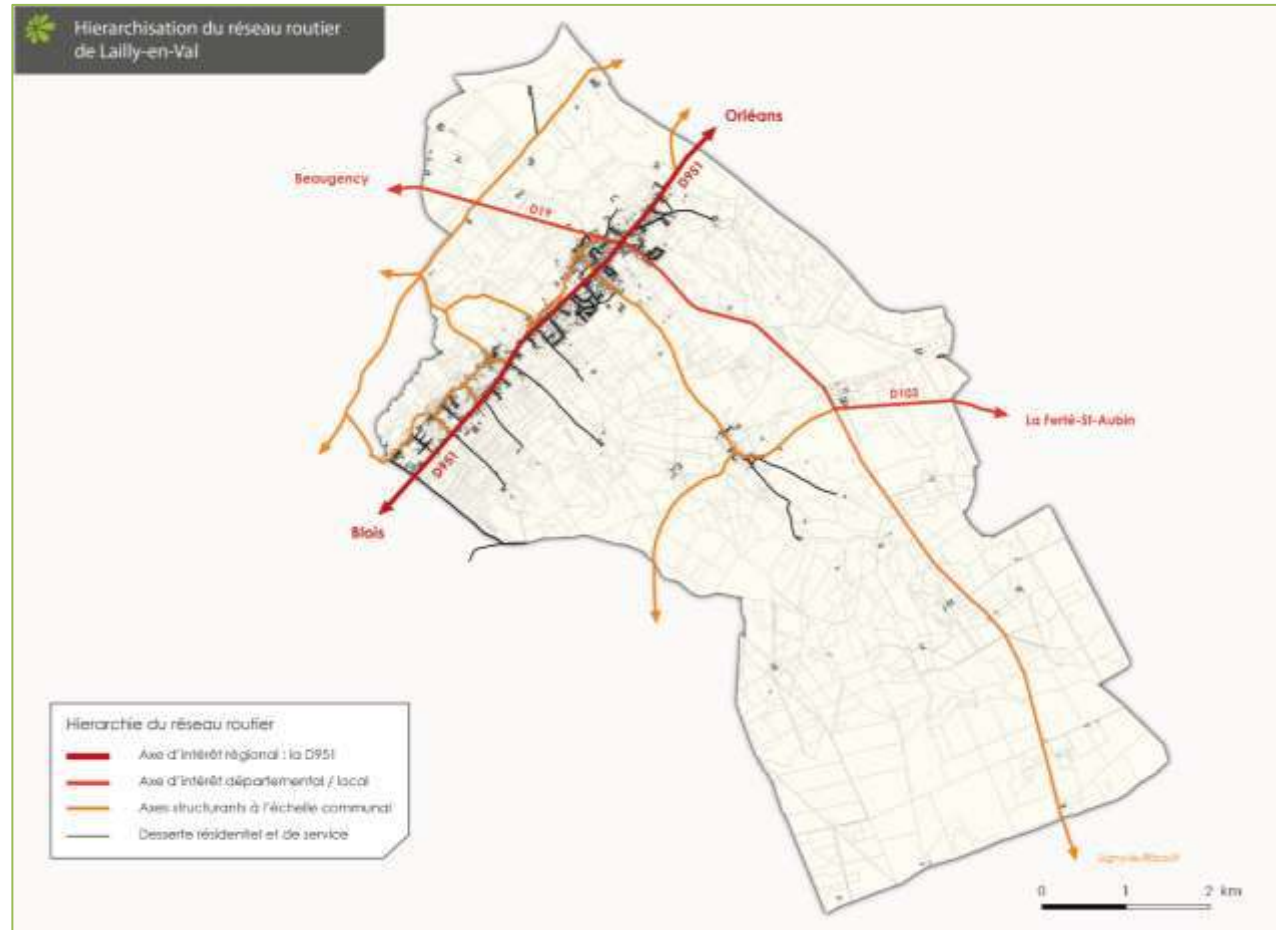 Hierarchisation du réseau routier
de Lailly-en-Val
Orléans
Beaugency
D951
D19
D103
La Ferté-St-Aubin
D951
Blois
Hierarchie du réseau routier
Axe d'intérêt régional : la D951
Axe d'intérêt départemental / local
Axes structurants à l'échelle communal
Desserte résidentiel et de service
0 1 2 km